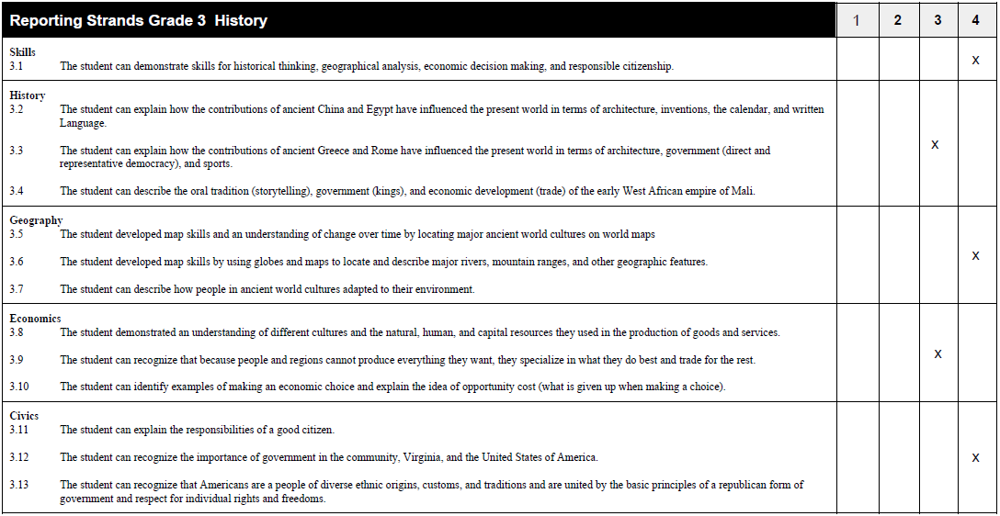 Reporting Strands Grade 3 History 1 2 3 4
Skills
3.1 The student can demonstrate skills for historical thinking, geographical analysis, economic decision making, and responsible citizenship. X
History
3.2 The student can explain how the contributions of ancient China and Egypt have influenced the present world in terms of architecture, inventions, the calendar, and written
Language.
3.3 The student can explain how the contributions of ancient Greece and Rome have influenced the present world in terms of architecture, government (direct and
representative democracy), and sports. X
3.4 The student can describe the oral tradition (storytelling), government (kings), and economic development (trade) of the early West African empire of Mali.
Geography
3.5 The student developed map skills and an understanding of change over time by locating major ancient world cultures on world maps
3.6 The student developed map skills by using globes and maps to locate and describe major rivers, mountain ranges, and other geographic features. X
3.7 The student can describe how people in ancient world cultures adapted to their environment.
Economics
3.8 The student demonstrated an understanding of different cultures and the natural, human, and capital resources they used in the production of goods and services.
3.9 The student can recognize that because people and regions cannot produce everything they want, they specialize in what they do best and trade for the rest. X
3.10 The student can identify examples of making an economic choice and explain the idea of opportunity cost (what is given up when making a choice).
Civics
3.11 The student can explain the responsibilities of a good citizen.
3.12 The student can recognize the importance of government in the community, Virginia, and the United States of America. X
3.13 The student can recognize that Americans are a people of diverse ethnic origins, customs, and traditions and are united by the basic principles of a republican form of
government and respect for individual rights and freedoms.